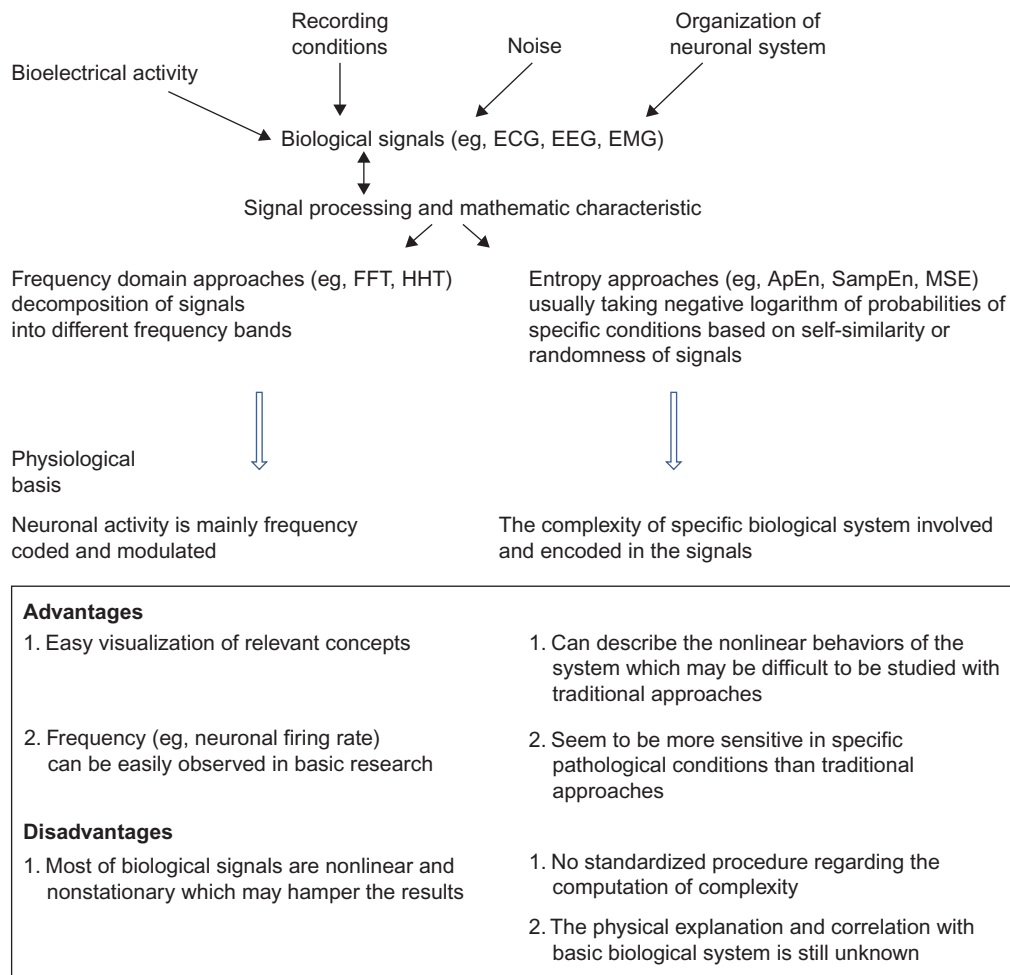 Recording
conditions
Noise
Organization of
neuronal system
Bioelectrical activity
Biological signals (eg, ECG, EEG, EMG)
Signal processing and mathematic characteristic
Frequency domain approaches (eg, FFT, HHT)
decomposition of signals
into different frequency bands
Entropy approaches (eg, ApEn, SampEn, MSE)
usually taking negative logarithm of probabilities of
specific conditions based on self-similarity or
randomness of signals
Physiological
basis
Neuronal activity is mainly frequency
coded and modulated
The complexity of specific biological system involved
and encoded in the signals
Advantages
1. Easy visualization of relevant concepts
2. Frequency (eg, neuronal firing rate)
can be easily observed in basic research
1. Can describe the nonlinear behaviors of the
system which may be difficult to be studied with
traditional approaches
2. Seem to be more sensitive in specific
pathological conditions than traditional
approaches
Disadvantages
1. Most of biological signals are nonlinear and
nonstationary which may hamper the results
1. No standardized procedure regarding the
computation of complexity
2. The physical explanation and correlation with
basic biological system is still unknown